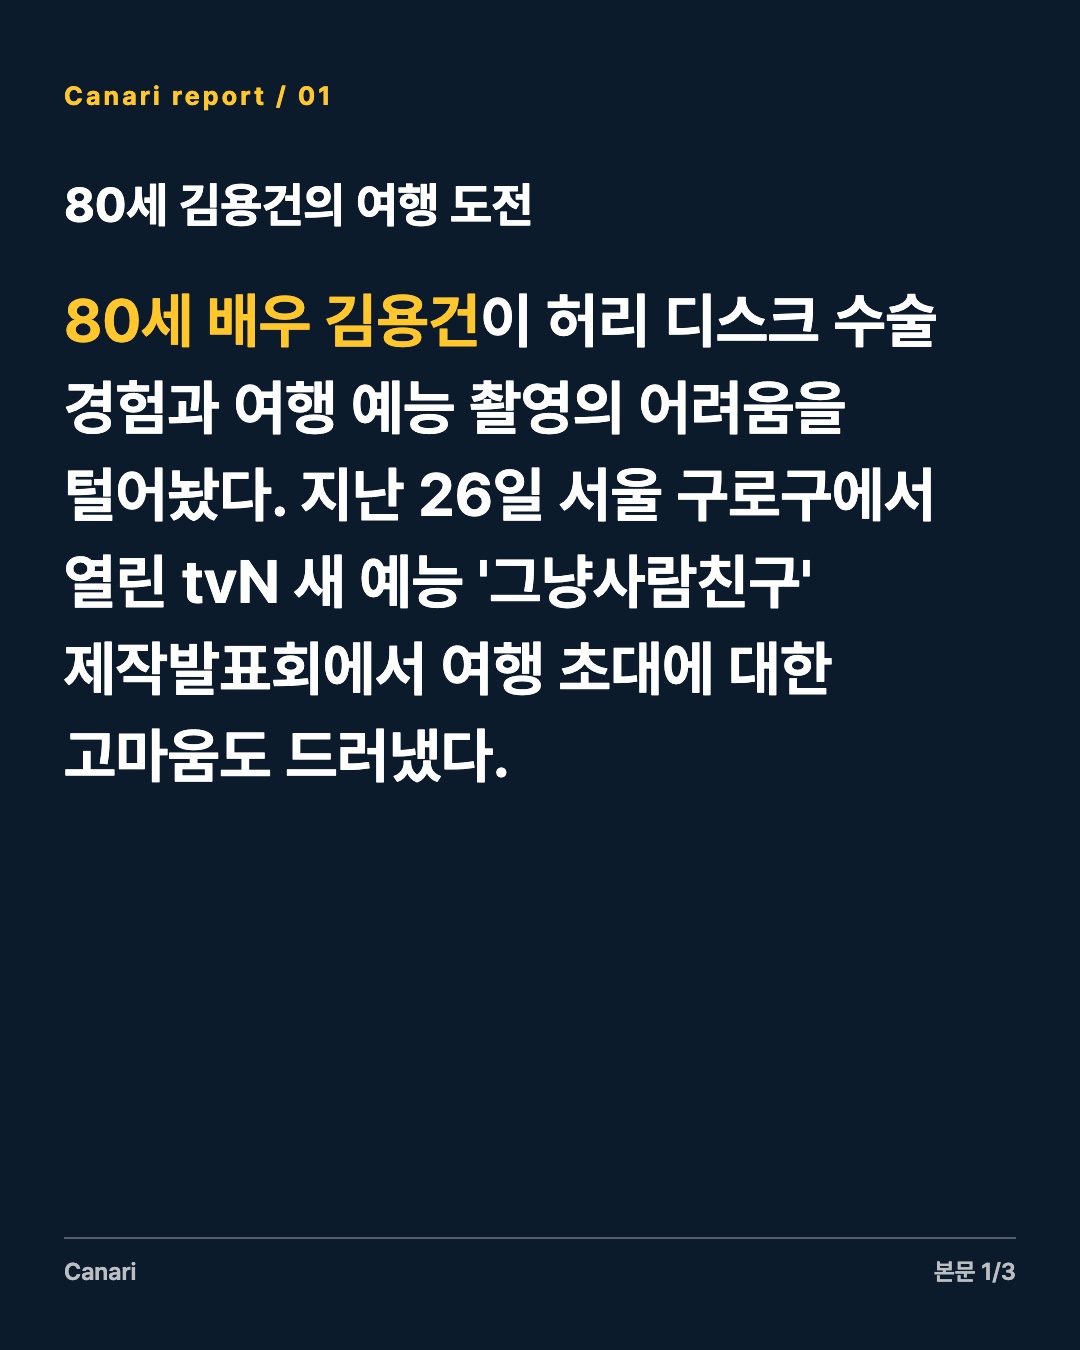 Canari report / 01
80세 김용건의 여행 도전
80세 배우 김용건이 허리 디스크 수술
경험과 여행 예능 촬영의 어려움을
털어놨다. 지난 26일 서울 구로구에서
열린 tvN 새 예능 '그냥사람친구'
제작발표회에서 여행 초대에 대한
고마움도 드러냈다.
Canari
본문 1/3